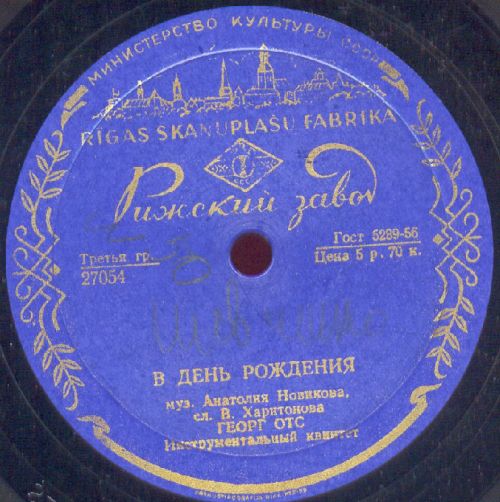 МИНИСТЕРСТВО КУЛЬТУРЫ СССР
RĪGAS SKAŅUPLAŠU FABRIKA
Рижский завод
Третья гр.
27054
Гост 5289-56
Цена 5 р. 70 к.
В ДЕНЬ РОЖДЕНИЯ
муз. Анатолия Новикова,
сл. В. Харитонова
ГЕОРГ ОТС
Инструментальный квинтет